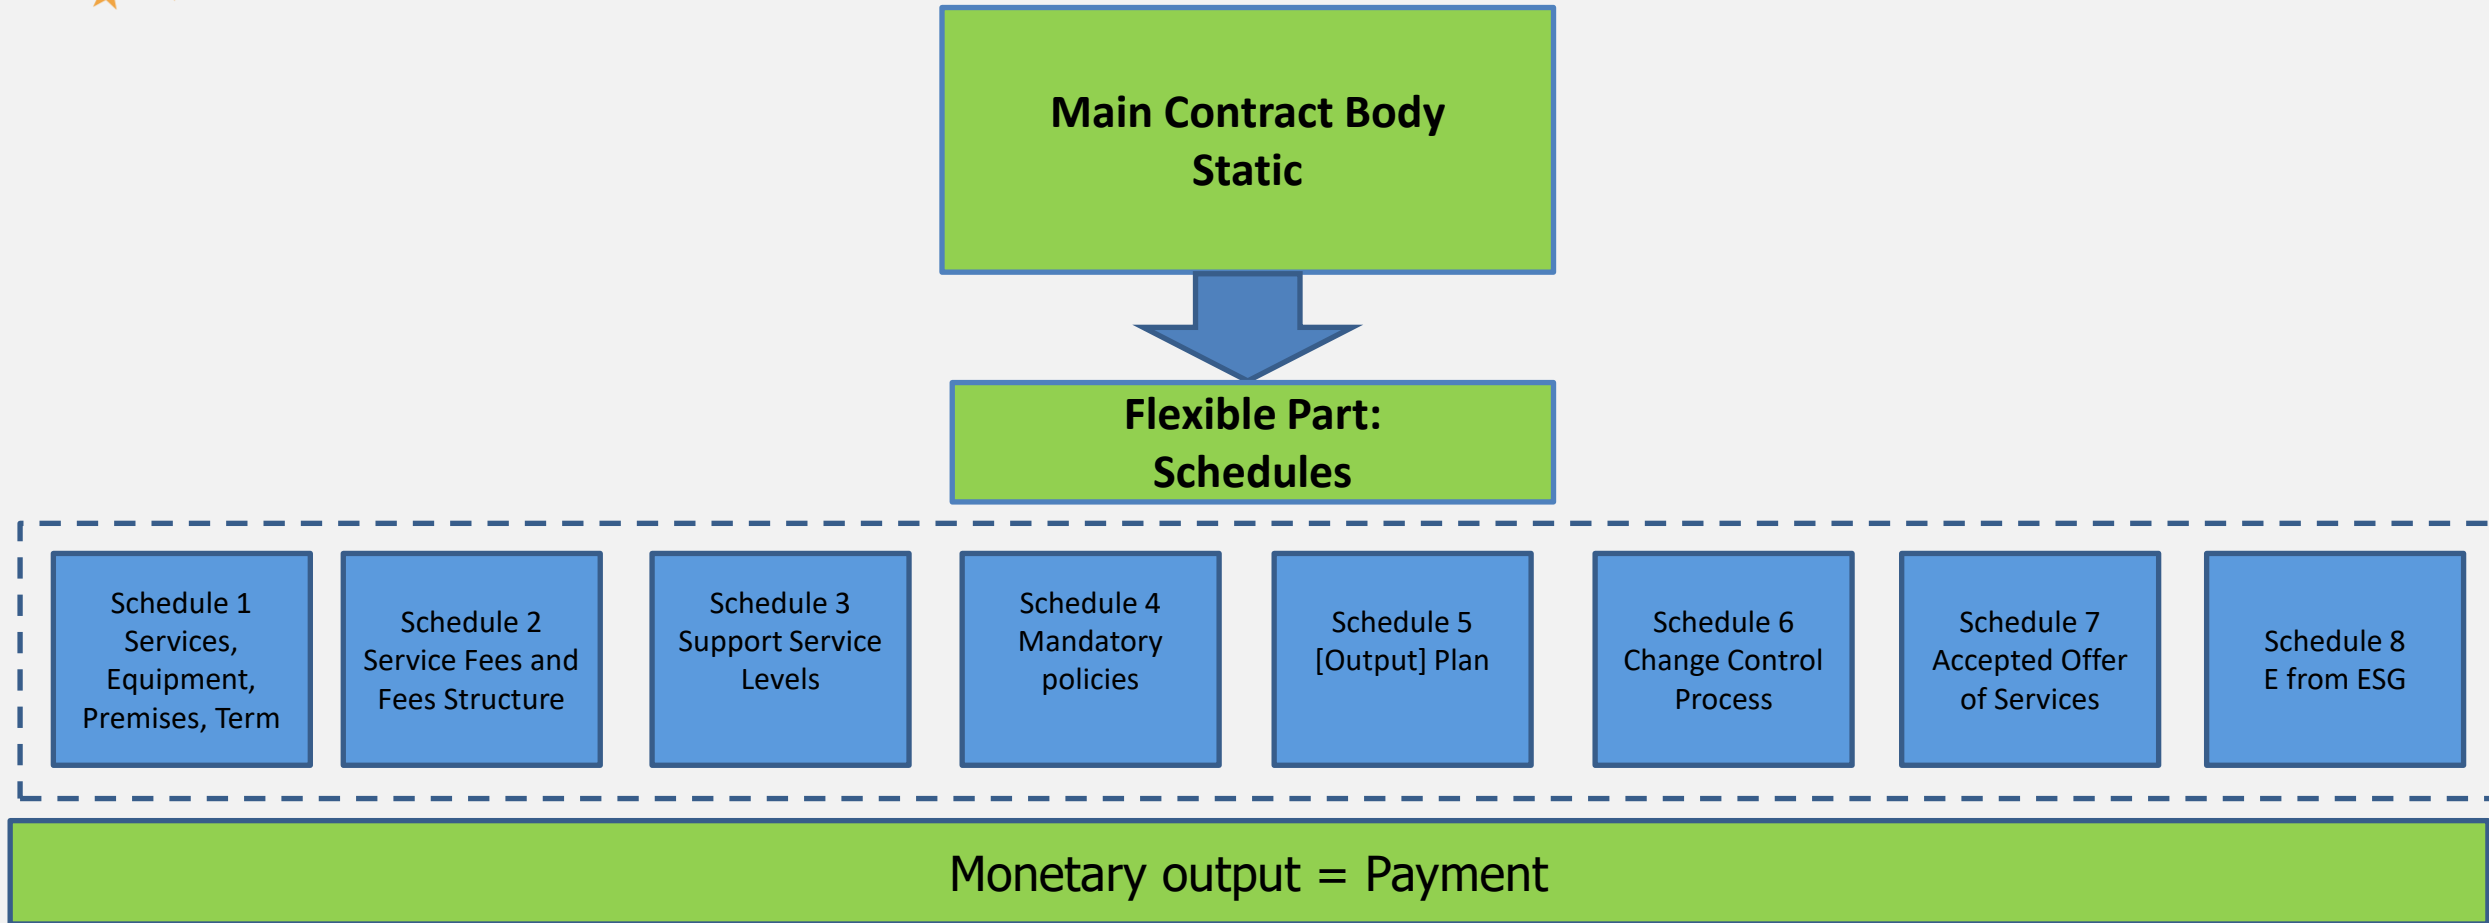 Main Contract Body
Static
Flexible Part:
Schedules
Schedule 1
Services,
Equipment,
Premises, Term
Schedule 2
Service Fees and
Fees Structure
Schedule 3
Support Service
Levels
Schedule 4
Mandatory
policies
Schedule 5
[Output] Plan
Schedule 6
Change Control
Process
Schedule 7
Accepted Offer
of Services
Schedule 8
E from ESG
Monetary output = Payment